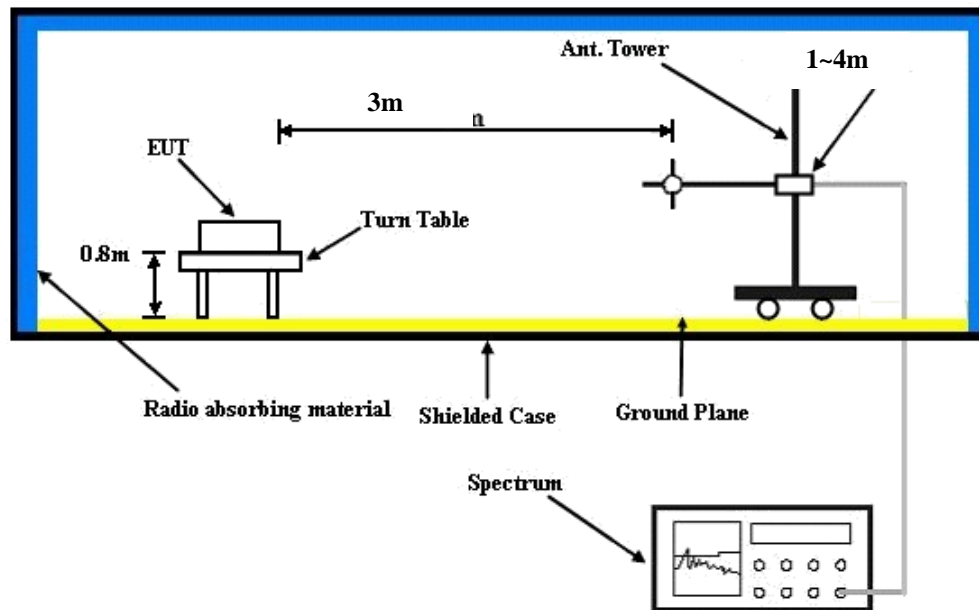 Ant. Tower
1~4m
3m
n
EUT
Turn Table
0.8m
Radio absorbing material
Shielded Case
Ground Plane
Spectrum